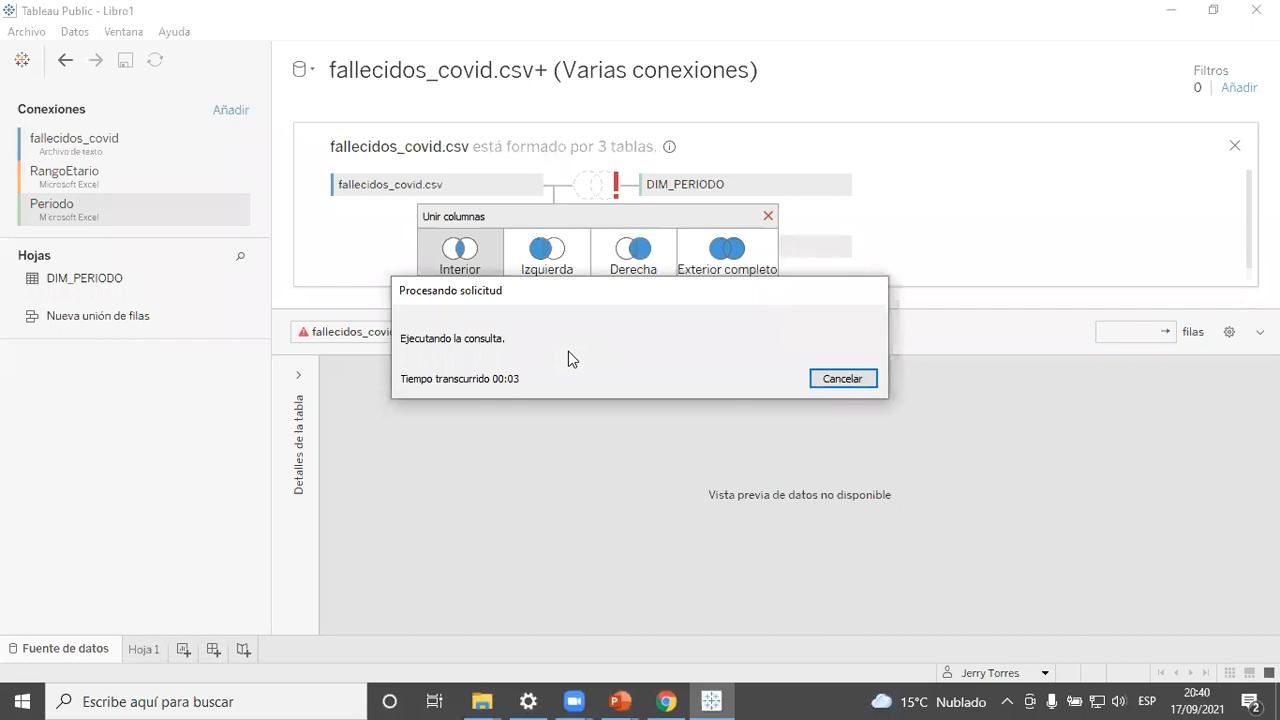 Tableau Public - Libro1
Archivo Datos Ventana Ayuda
Conexiones Añadir
fallecidos_covid
Archivo de texto
RangoEtario
Microsoft Excel
Periodo
Microsoft Excel
Hojas
DIM_PERIODO
Nueva unión de filas
fallecidos_covid.csv+ (Varias conexiones)
Filtros
0 Añadir
fallecidos_covid.csv está formado por 3 tablas.
fallecidos_covid.csv
DIM_PERIODO
Unir columnas
Interior Izquierda Derecha Exterior completo
Procesando solicitud
Ejecutando la consulta.
Tiempo transcurrido 00:03
Cancelar
filas
Detalles de la tabla
Vista previa de datos no disponible
Fuente de datos
Hoja 1
Jerry Torres
Escribe aquí para buscar
15°C Nublado
ESP
20:40
17/09/2021
2